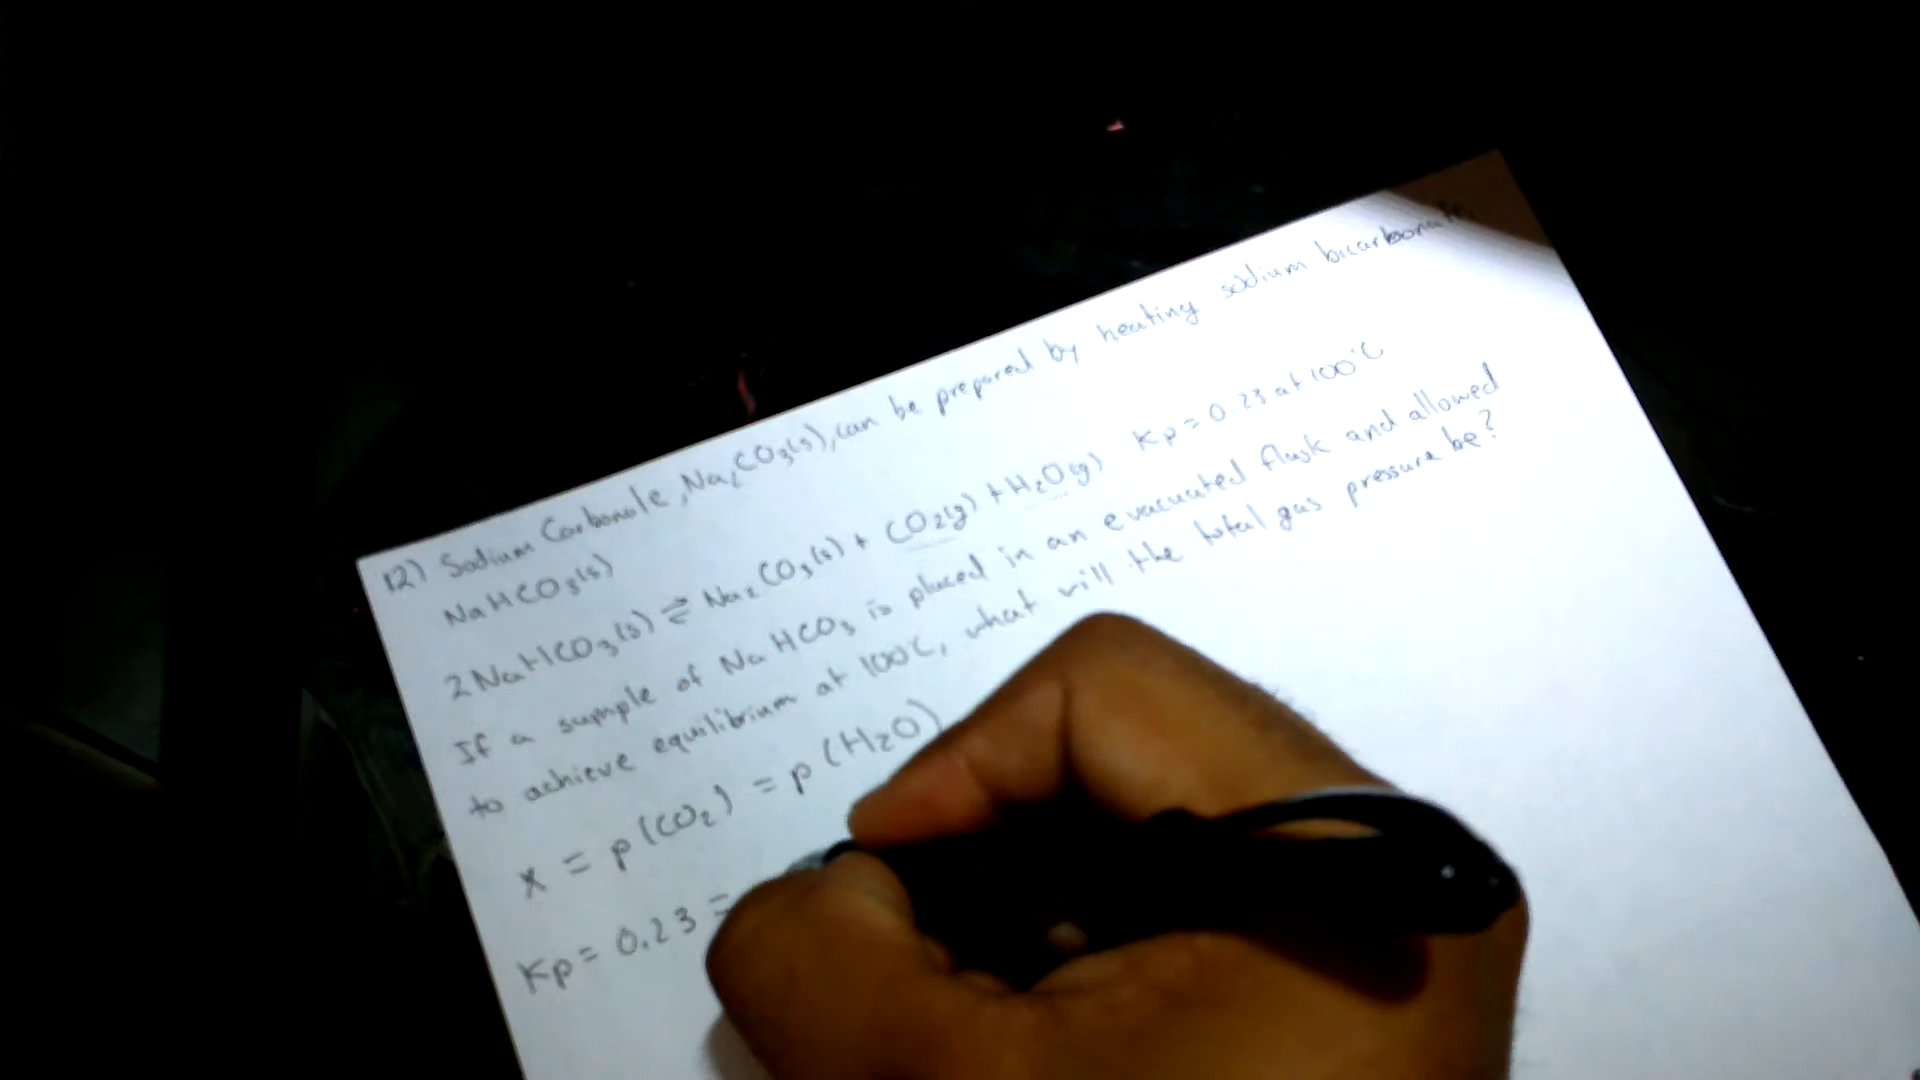 12) Sodium Carbonate, Na₂CO₃(s), can be prepared by heating sodium bicarbonate,
NaHCO₃(s)
2NaHCO₃(s) ⇌ Na₂CO₃(s) + CO₂(g) + H₂O(g) Kp = 0.23 at 100°C
If a sample of NaHCO₃ is placed in an evacuated flask and allowed
to achieve equilibrium at 100°C, what will the total gas pressure be?
x = p(CO₂) = p(H₂O)
Kp = 0.23 =